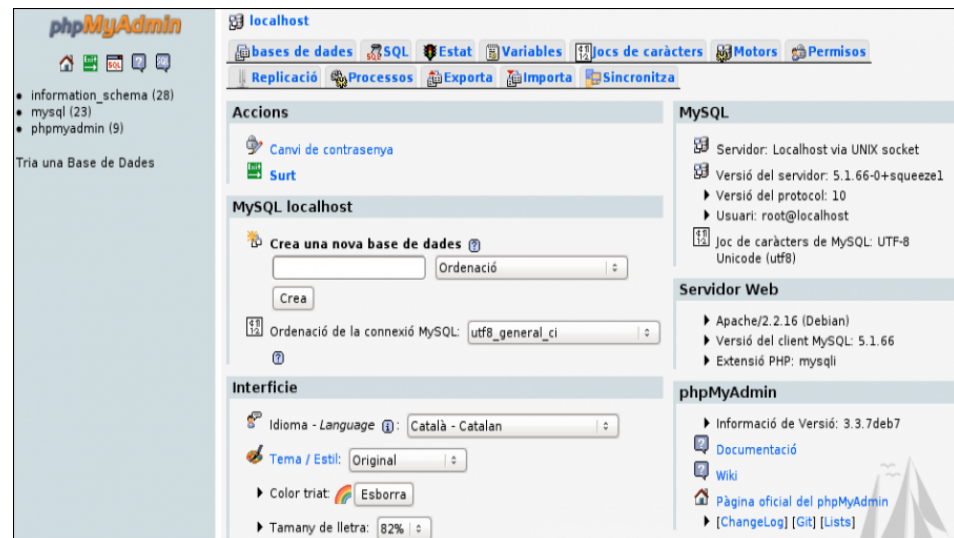 phpMyAdmin
information_schema (28)
mysql (23)
phpmyadmin (9)
Tria una Base de Dades
localhost
bases de dades SQL Estat Variables Jocs de caràcters Motors Permisos
Replicació Processos Exporta Importa Sincronitza
Accions
Canvi de contrasenya
Surt
MySQL localhost
Crea una nova base de dades
Ordenació
Crea
Ordenació de la connexió MySQL: utf8_general_ci
Interficie
Idioma - Language : Català - Catalan
Tema / Estil: Original
Color triat: Esborra
Tamany de lletra: 82%
MySQL
Servidor: Localhost via UNIX socket
Versió del servidor: 5.1.66-0+squeeze1
Versió del protocol: 10
Usuari: root@localhost
Joc de caràcters de MySQL: UTF-8
Unicode (utf8)
Servidor Web
Apache/2.2.16 (Debian)
Versió del client MySQL: 5.1.66
Extensió PHP: mysqli
phpMyAdmin
Informació de Versió: 3.3.7deb7
Documentació
Wiki
Pàgina oficial del phpMyAdmin
[ChangeLog] [Git] [Lists]